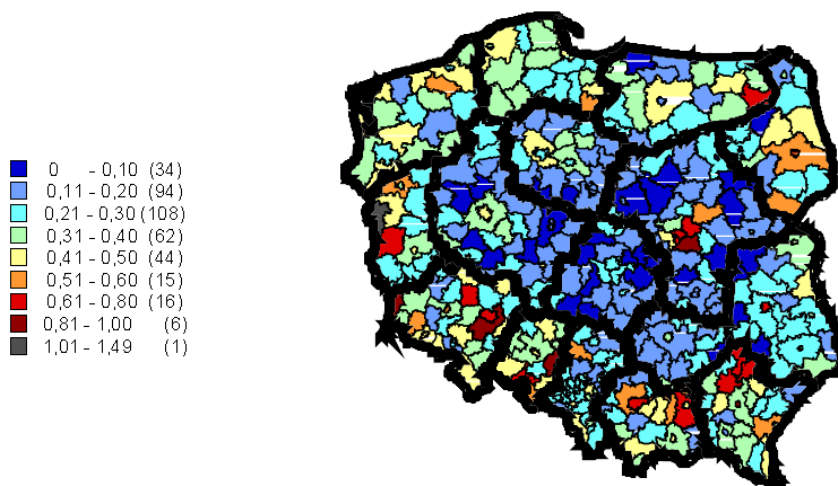 0 - 0,10 (34)
0,11 - 0,20 (94)
0,21 - 0,30 (108)
0,31 - 0,40 (62)
0,41 - 0,50 (44)
0,51 - 0,60 (15)
0,61 - 0,80 (16)
0,81 - 1,00 (6)
1,01 - 1,49 (1)